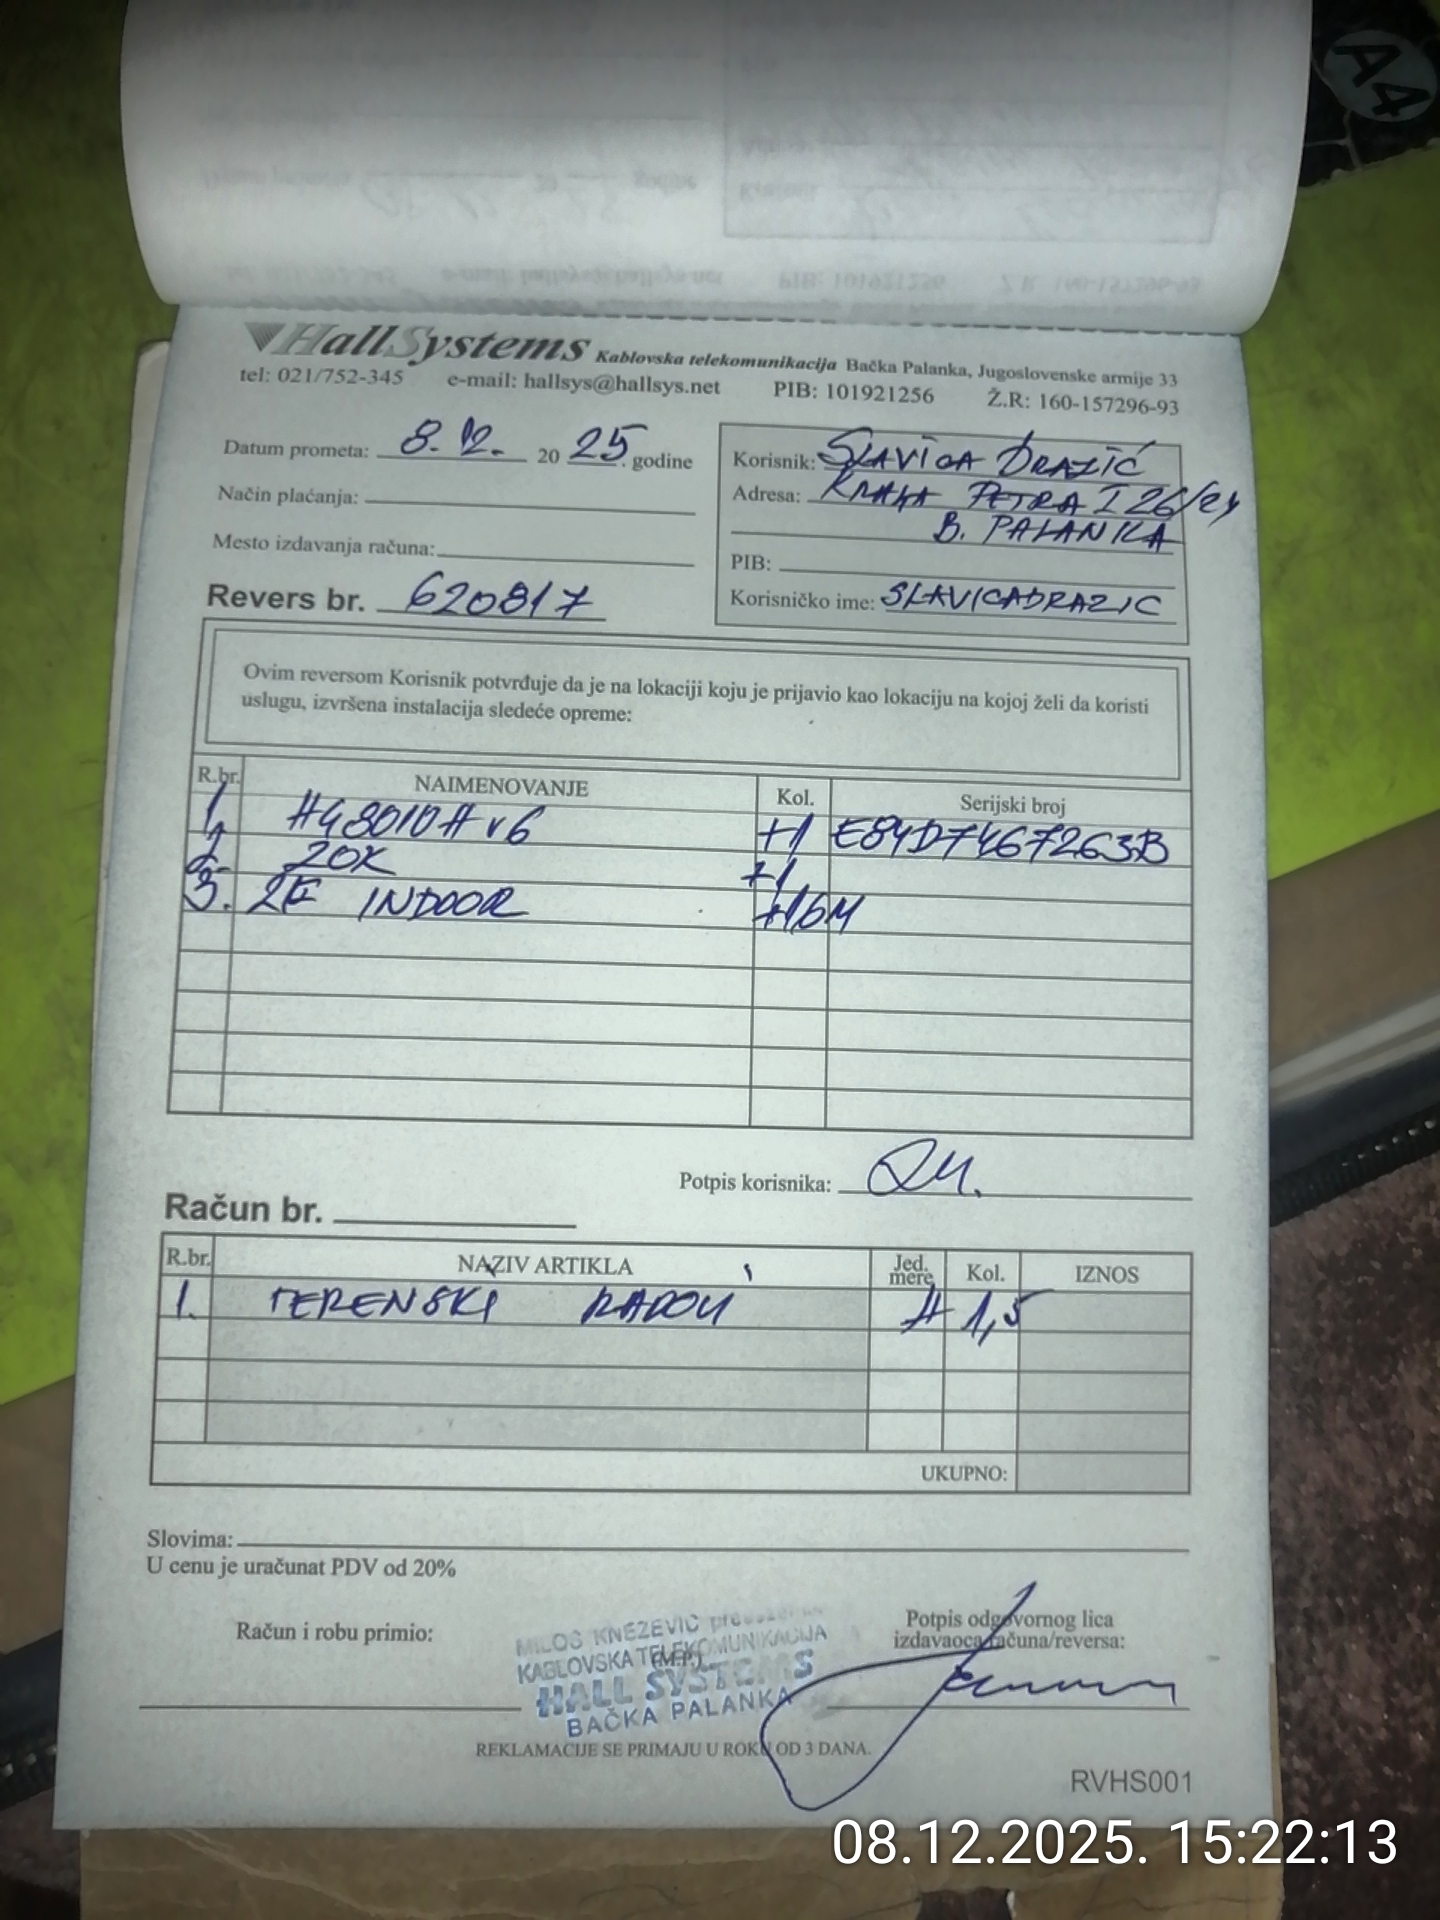 HallSystems Kablovska telekomunikacija Bačka Palanka, Jugoslovenske armije 33
tel: 021/752-345 e-mail: hallsys@hallsys.net PIB: 101921256 Ž.R: 160-157296-93
Datum prometa: 8.12. 20 25. godine
Način plaćanja:
Mesto izdavanja računa:
Revers br. 620817
Korisnik: SLAVICA DRAZIĆ
Adresa: KRALJA PETRA I 26/24
B. PALANKA
PIB:
Korisničko ime: SLAVICADRAZIC
Ovim reversom Korisnik potvrđuje da je na lokaciji koju je prijavio kao lokaciju na kojoj želi da koristi
uslugu, izvršena instalacija sledeće opreme:
R.br. NAIMENOVANJE Kol. Serijski broj
1. H48010H v6 +1 E84D7467263B
2. ZOK +1
3. INDOOR +16M
Potpis korisnika:
Račun br.
R.br. NAZIV ARTIKLA Jed. mere Kol. IZNOS
1. TERENSKI RADOVI H 1,5
UKUPNO:
Slovima:
U cenu je uračunat PDV od 20%
Račun i robu primio:
MILOŠ KNEŽEVIĆ
KABLOVSKA TELEKOMUNIKACIJA
(M.P.)
HALL SYSTEMS
BAČKA PALANKA
Potpis odgovornog lica
izdavaoca računa/reversa:
REKLAMACIJE SE PRIMAJU U ROKU OD 3 DANA.
RVHS001
08.12.2025. 15:22:13
A4